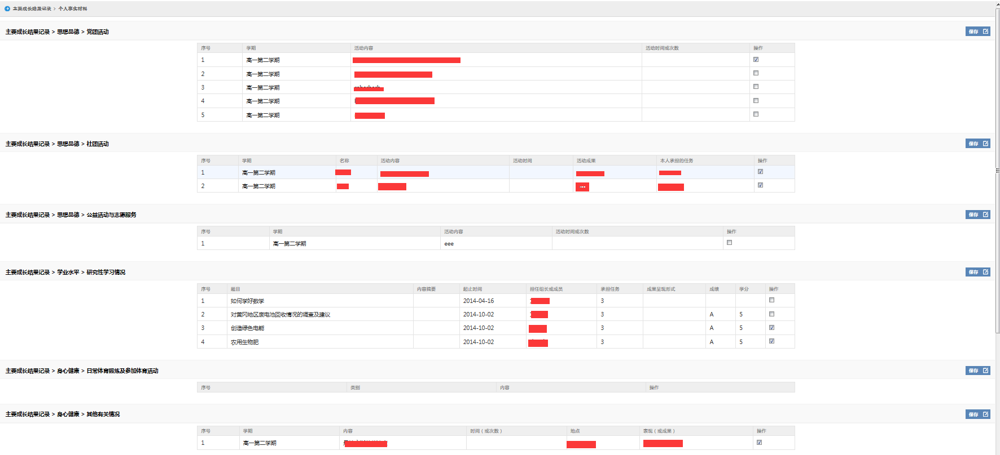 主要成长结果记录 > 个人事实材料
主要成长结果记录 > 思想品德 > 党团活动 保存
序号 学期 活动内容 活动时间或次数 操作
1 高一第二学期
2 高一第二学期
3 高一第二学期
4 高一第二学期
5 高一第二学期
主要成长结果记录 > 思想品德 > 社团活动 保存
序号 学期 名称 活动内容 活动时间 活动成果 本人承担的任务 操作
1 高一第二学期
2 高一第二学期
主要成长结果记录 > 思想品德 > 公益活动与志愿服务 保存
序号 学期 活动内容 活动时间或次数 操作
1 高一第二学期 eee
主要成长结果记录 > 学业水平 > 研究性学习情况 保存
序号 题目 内容摘要 起止时间 担任组长或成员 承担任务 成果呈现形式 成绩 学分 操作
1 如何学好数学 2014-04-16 3
2 对黄冈地区废电池回收情况的调查及建议 2014-10-02 3 A 5
3 创造绿色电能 2014-10-02 3 A 5
4 农用生物肥 2014-10-02 3 A 5
主要成长结果记录 > 身心健康 > 日常体育锻炼及参加体育活动 保存
序号 类别 内容 操作
主要成长结果记录 > 身心健康 > 其他有关情况 保存
序号 学期 内容 时间（或次数） 地点 表现（或成果） 操作
1 高一第二学期